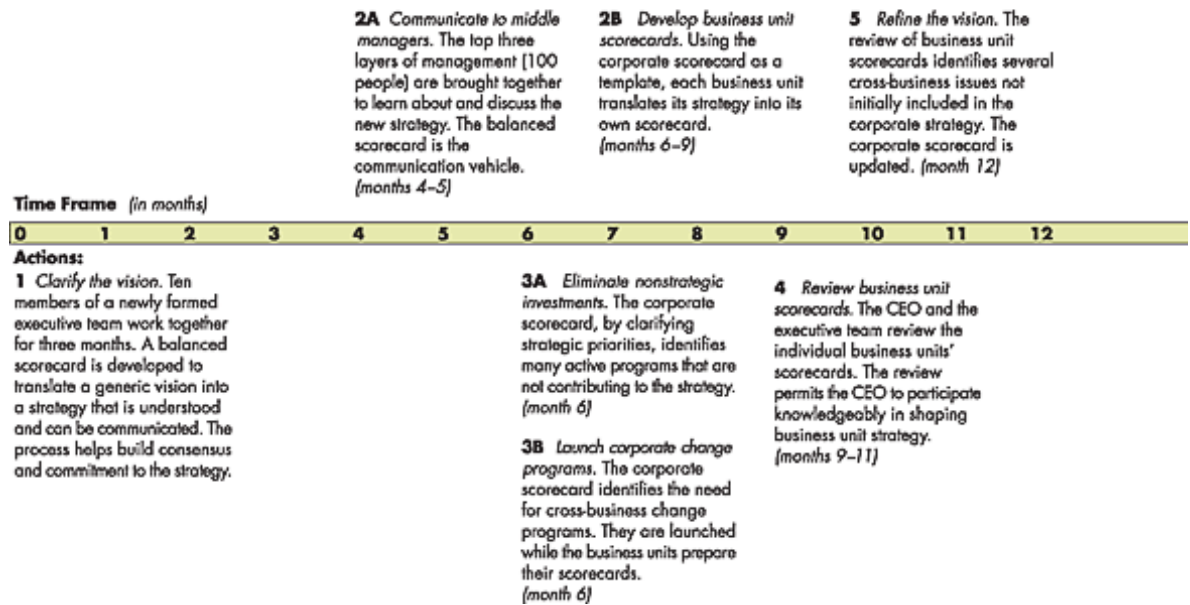 2A Communicate to middle
managers. The top three
layers of management (100
people) are brought together
to learn about and discuss the
new strategy. The balanced
scorecard is the
communication vehicle.
(months 4–5)
2B Develop business unit
scorecards. Using the
corporate scorecard as a
template, each business unit
translates its strategy into its
own scorecard.
(months 6–9)
5 Refine the vision. The
review of business unit
scorecards identifies several
cross-business issues not
initially included in the
corporate strategy. The
corporate scorecard is
updated. (month 12)
Time Frame (in months)
0 1 2 3 4 5 6 7 8 9 10 11 12
Actions:
1 Clarify the vision. Ten
members of a newly formed
executive team work together
for three months. A balanced
scorecard is developed to
translate a generic vision into
a strategy that is understood
and can be communicated. The
process helps build consensus
and commitment to the strategy.
3A Eliminate nonstrategic
investments. The corporate
scorecard, by clarifying
strategic priorities, identifies
many active programs that are
not contributing to the strategy.
(month 6)
3B Launch corporate change
programs. The corporate
scorecard identifies the need
for cross-business change
programs. They are launched
while the business units prepare
their scorecards.
(month 6)
4 Review business unit
scorecards. The CEO and the
executive team review the
individual business units'
scorecards. The review
permits the CEO to participate
knowledgeably in shaping
business unit strategy.
(months 9–11)